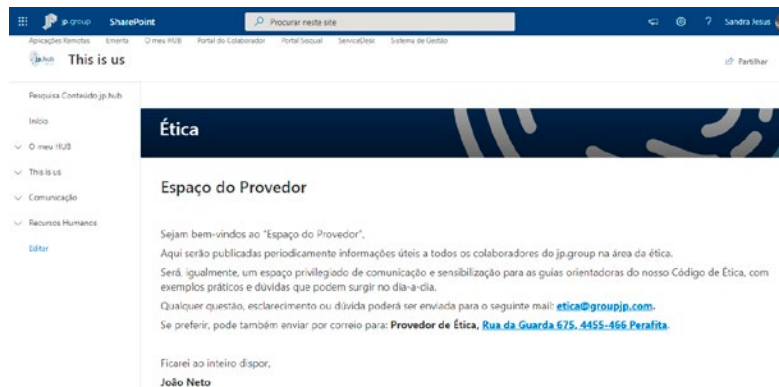 jp.group SharePoint Procurar neste site ? Sandra Jesus
Aplicações Remotas Ementa O meu HUB Portal do Colaborador Portal Sisqual ServiceDesk Sistema de Gestão
jp.hub This is us Partilhar
Pesquisa Conteúdo jp.hub
Início
O meu HUB
This is us
Comunicação
Recursos Humanos
Editar
Ética
Espaço do Provedor
Sejam bem-vindos ao "Espaço do Provedor",
Aqui serão publicadas periodicamente informações úteis a todos os colaboradores do jp.group na área da ética.
Será, igualmente, um espaço privilegiado de comunicação e sensibilização para as guias orientadoras do nosso Código de Ética, com
exemplos práticos e dúvidas que podem surgir no dia-a-dia.
Qualquer questão, esclarecimento ou dúvida poderá ser enviada para o seguinte mail: etica@groupjp.com.
Se preferir, pode também enviar por correio para: Provedor de Ética, Rua da Guarda 675, 4455-466 Perafita.
Ficarei ao inteiro dispor,
João Neto